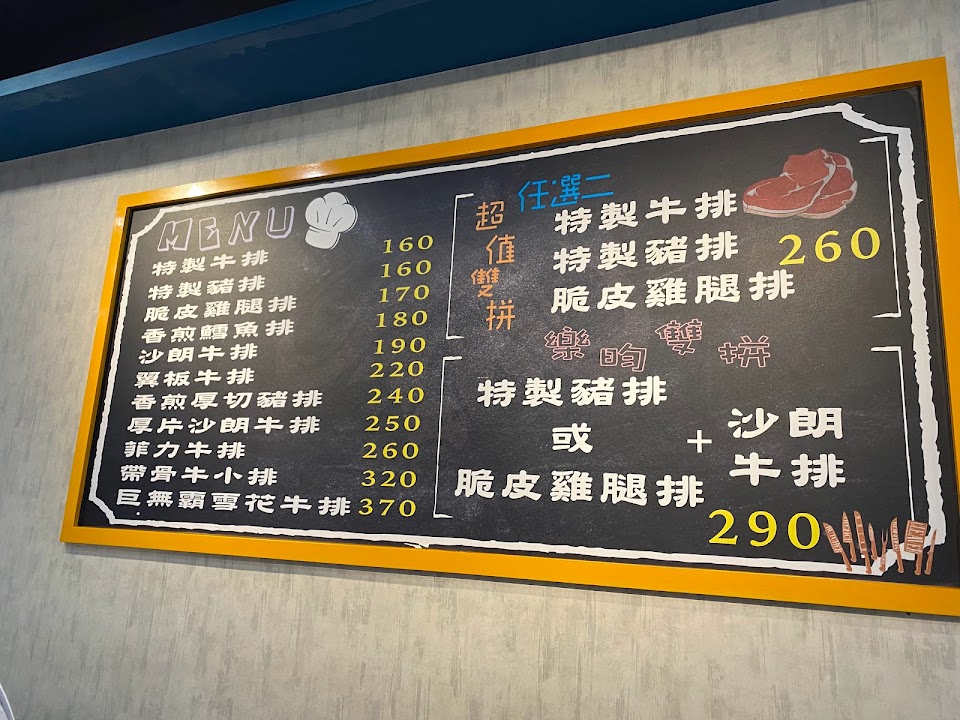 MENU
特製牛排 160
特製豬排 160
脆皮雞腿排 170
香煎鱈魚排 180
沙朗牛排 190
翼板牛排 220
香煎厚切豬排 240
厚片沙朗牛排 250
菲力牛排 260
帶骨牛小排 320
巨無霸雪花牛排 370
超值雙拼
任選二
特製牛排
特製豬排
脆皮雞腿排
260
樂昀雙拼
特製豬排
或
脆皮雞腿排
+
沙朗
牛排
290